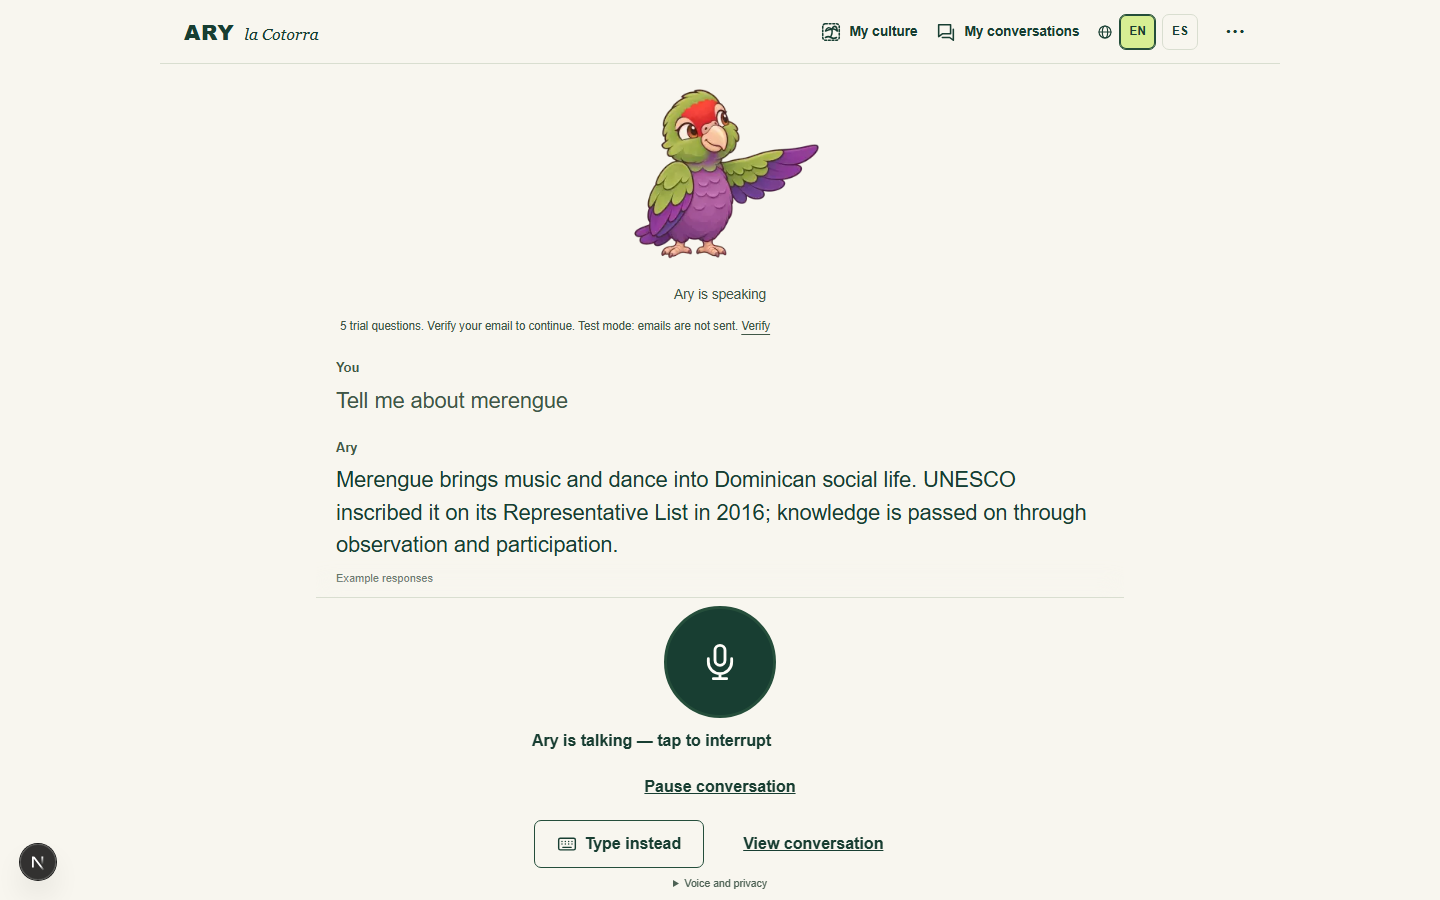 ARY la Cotorra
My culture
My conversations
EN
ES
Ary is speaking
5 trial questions. Verify your email to continue. Test mode: emails are not sent. Verify
You
Tell me about merengue
Ary
Merengue brings music and dance into Dominican social life. UNESCO
inscribed it on its Representative List in 2016; knowledge is passed on through
observation and participation.
Example responses
Ary is talking — tap to interrupt
Pause conversation
Type instead
View conversation
N
Voice and privacy